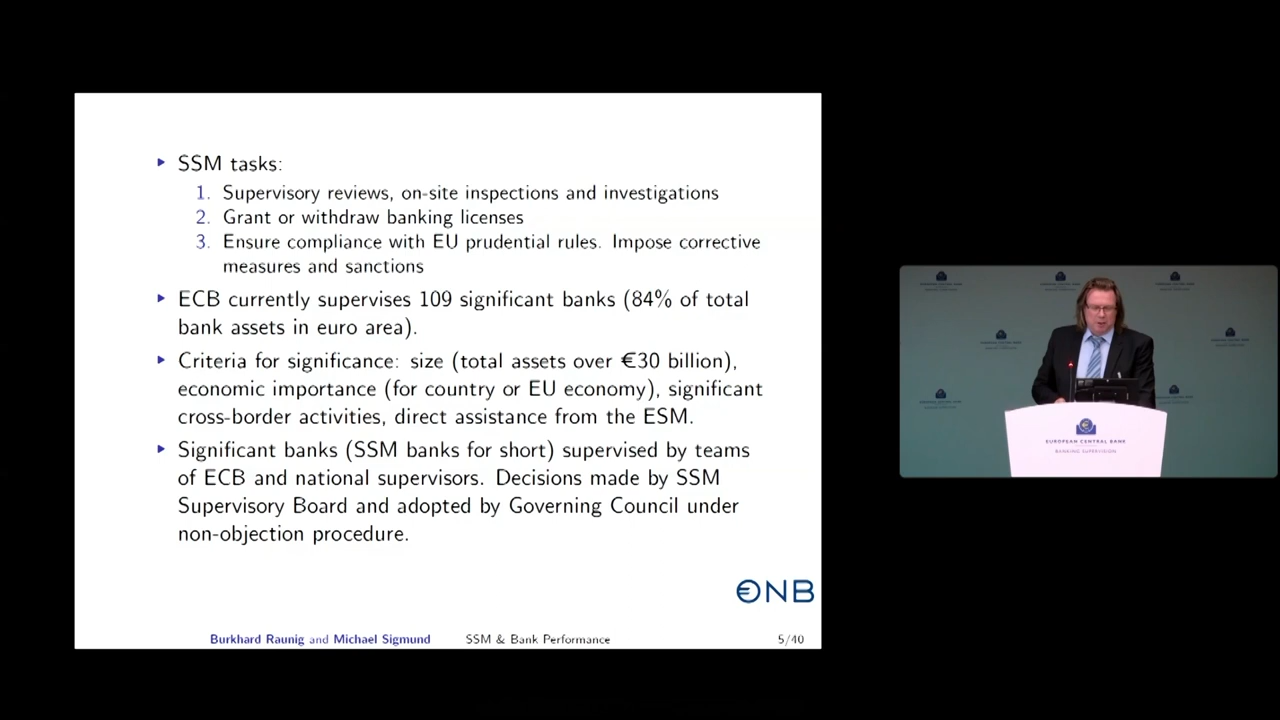 SSM tasks:
1. Supervisory reviews, on-site inspections and investigations
2. Grant or withdraw banking licenses
3. Ensure compliance with EU prudential rules. Impose corrective
measures and sanctions
ECB currently supervises 109 significant banks (84% of total
bank assets in euro area).
Criteria for significance: size (total assets over €30 billion),
economic importance (for country or EU economy), significant
cross-border activities, direct assistance from the ESM.
Significant banks (SSM banks for short) supervised by teams
of ECB and national supervisors. Decisions made by SSM
Supervisory Board and adopted by Governing Council under
non-objection procedure.
ONB
Burkhard Raunig and Michael Sigmund SSM & Bank Performance 5/40
EUROPEAN CENTRAL BANK
BANKING SUPERVISION